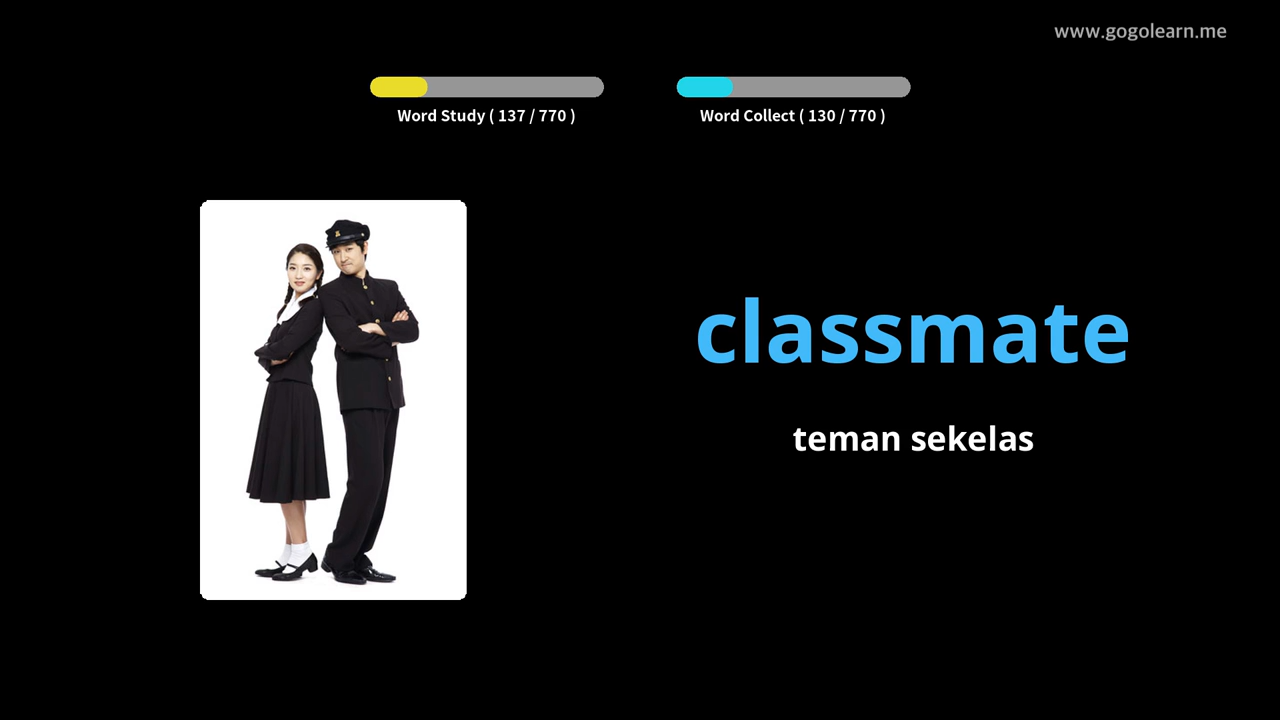 www.gogolearn.me
Word Study ( 137 / 770 )
Word Collect ( 130 / 770 )
classmate
teman sekelas